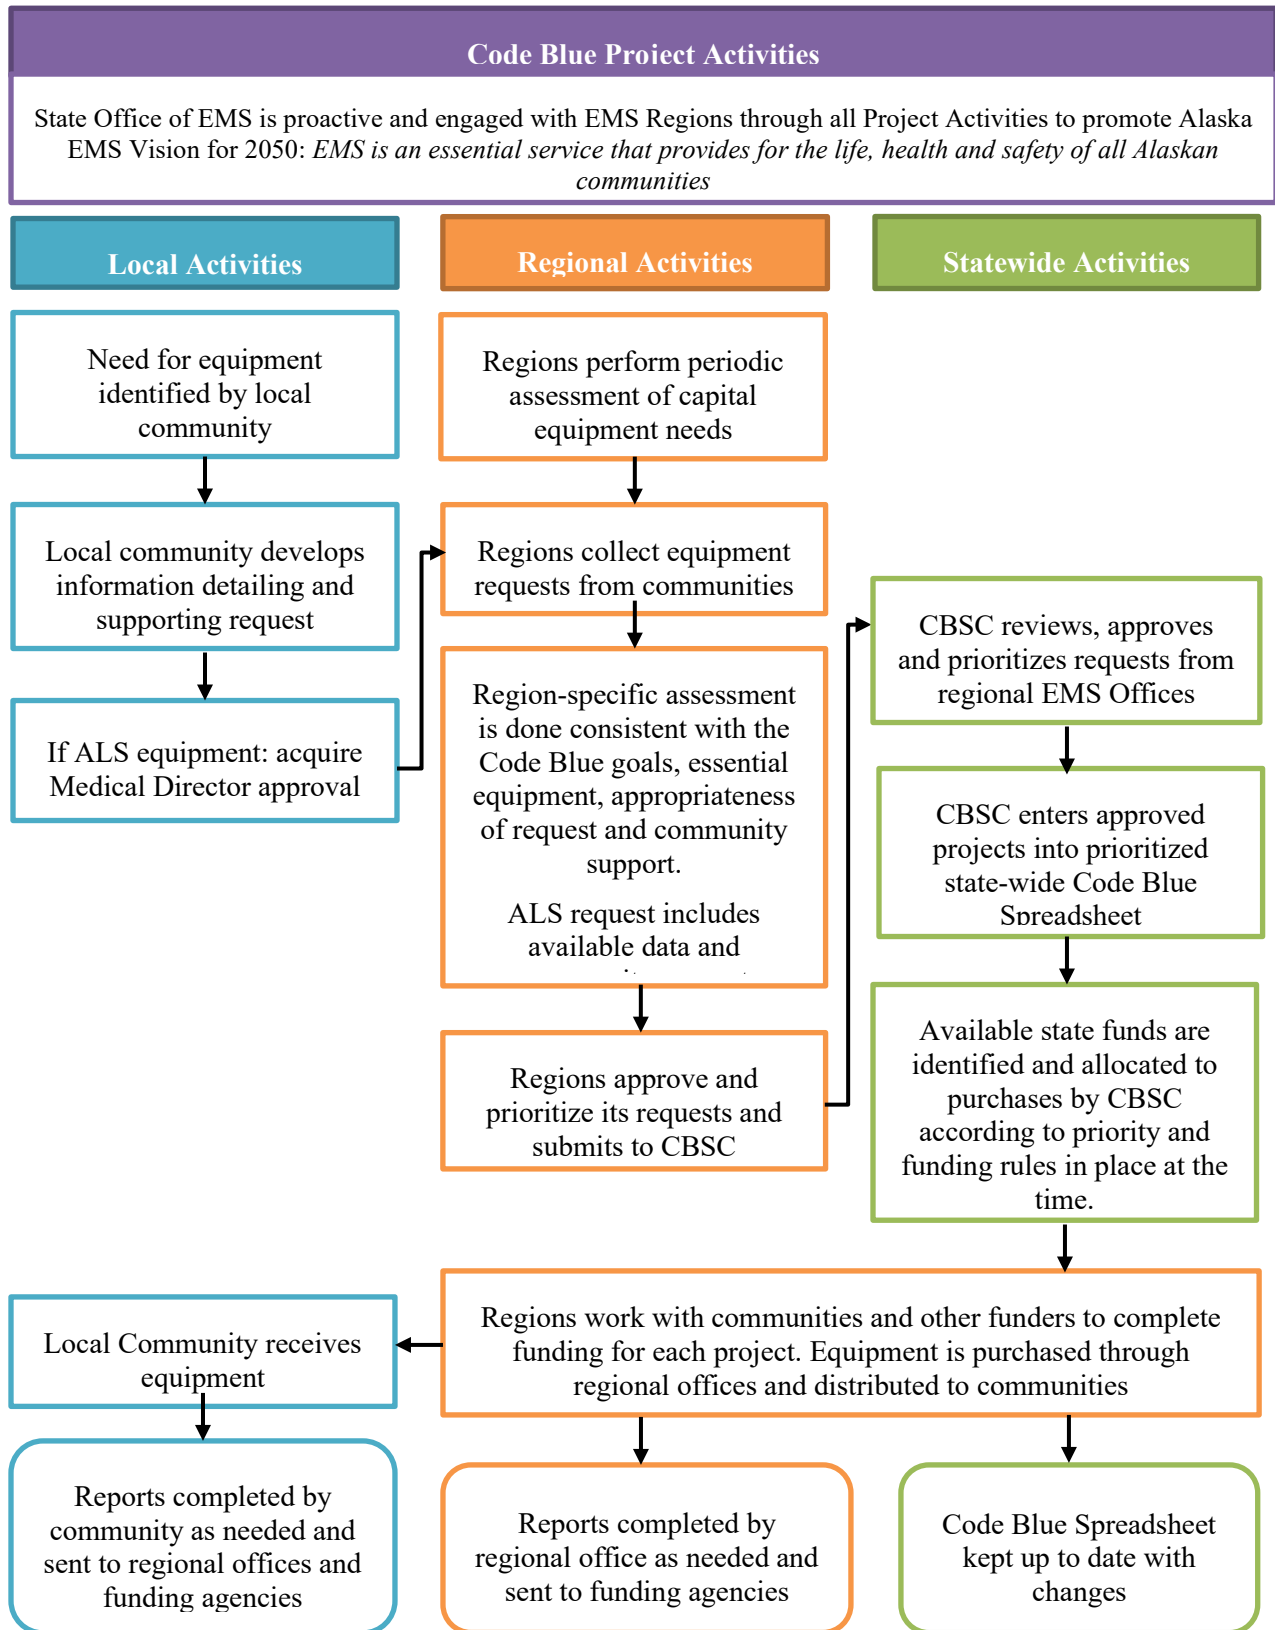 Code Blue Project Activities
State Office of EMS is proactive and engaged with EMS Regions through all Project Activities to promote Alaska
EMS Vision for 2050: EMS is an essential service that provides for the life, health and safety of all Alaskan
communities
Local Activities
Regional Activities
Statewide Activities
Need for equipment
identified by local
community
Local community develops
information detailing and
supporting request
If ALS equipment: acquire
Medical Director approval
Regions perform periodic
assessment of capital
equipment needs
Regions collect equipment
requests from communities
Region-specific assessment
is done consistent with the
Code Blue goals, essential
equipment, appropriateness
of request and community
support.
ALS request includes
available data and
Regions approve and
prioritize its requests and
submits to CBSC
CBSC reviews, approves
and prioritizes requests from
regional EMS Offices
CBSC enters approved
projects into prioritized
state-wide Code Blue
Spreadsheet
Available state funds are
identified and allocated to
purchases by CBSC
according to priority and
funding rules in place at the
time.
Regions work with communities and other funders to complete
funding for each project. Equipment is purchased through
regional offices and distributed to communities
Local Community receives
equipment
Reports completed by
community as needed and
sent to regional offices and
funding agencies
Reports completed by
regional office as needed and
sent to funding agencies
Code Blue Spreadsheet
kept up to date with
changes